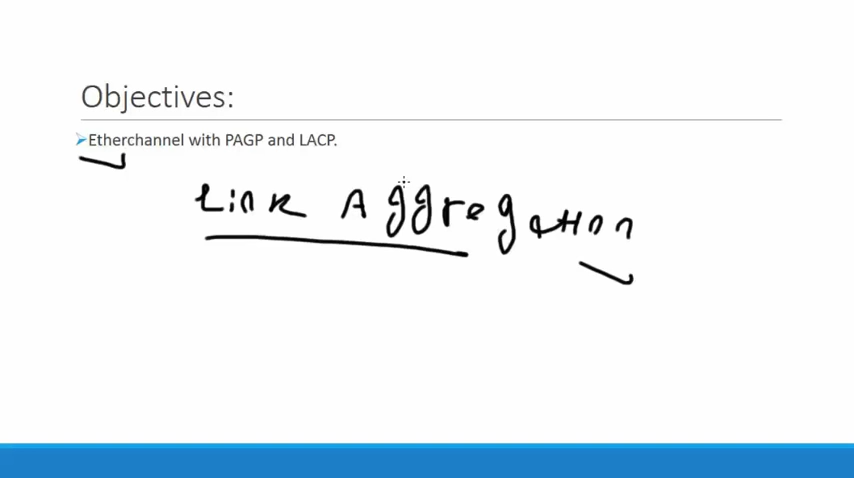 Objectives:
Etherchannel with PAGP and LACP.
Link Aggregation